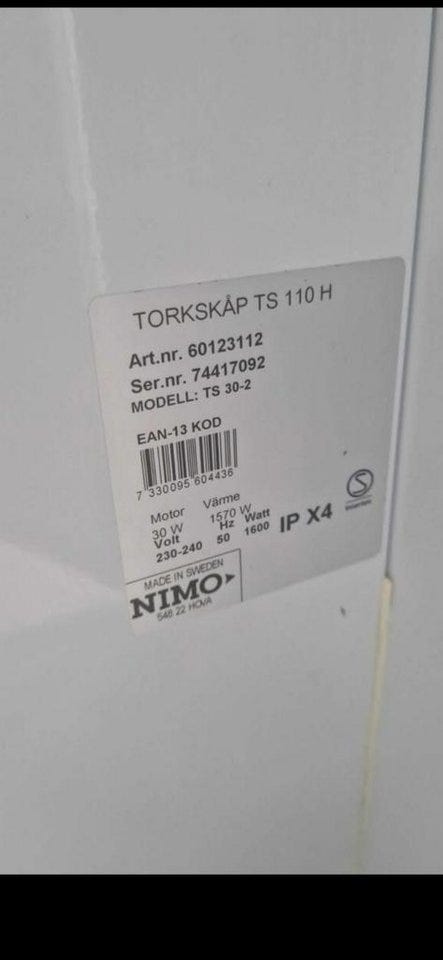 TORKSKÅP TS 110 H
Art.nr. 60123112
Ser.nr. 74417092
MODELL: TS 30-2
EAN-13 KOD
7 330095 604436
Motor Värme
30 W 1570 W
Volt Hz Watt
230-240 50 1600
IP X4
S
MADE IN SWEDEN
NIMO
548 22 HOVA